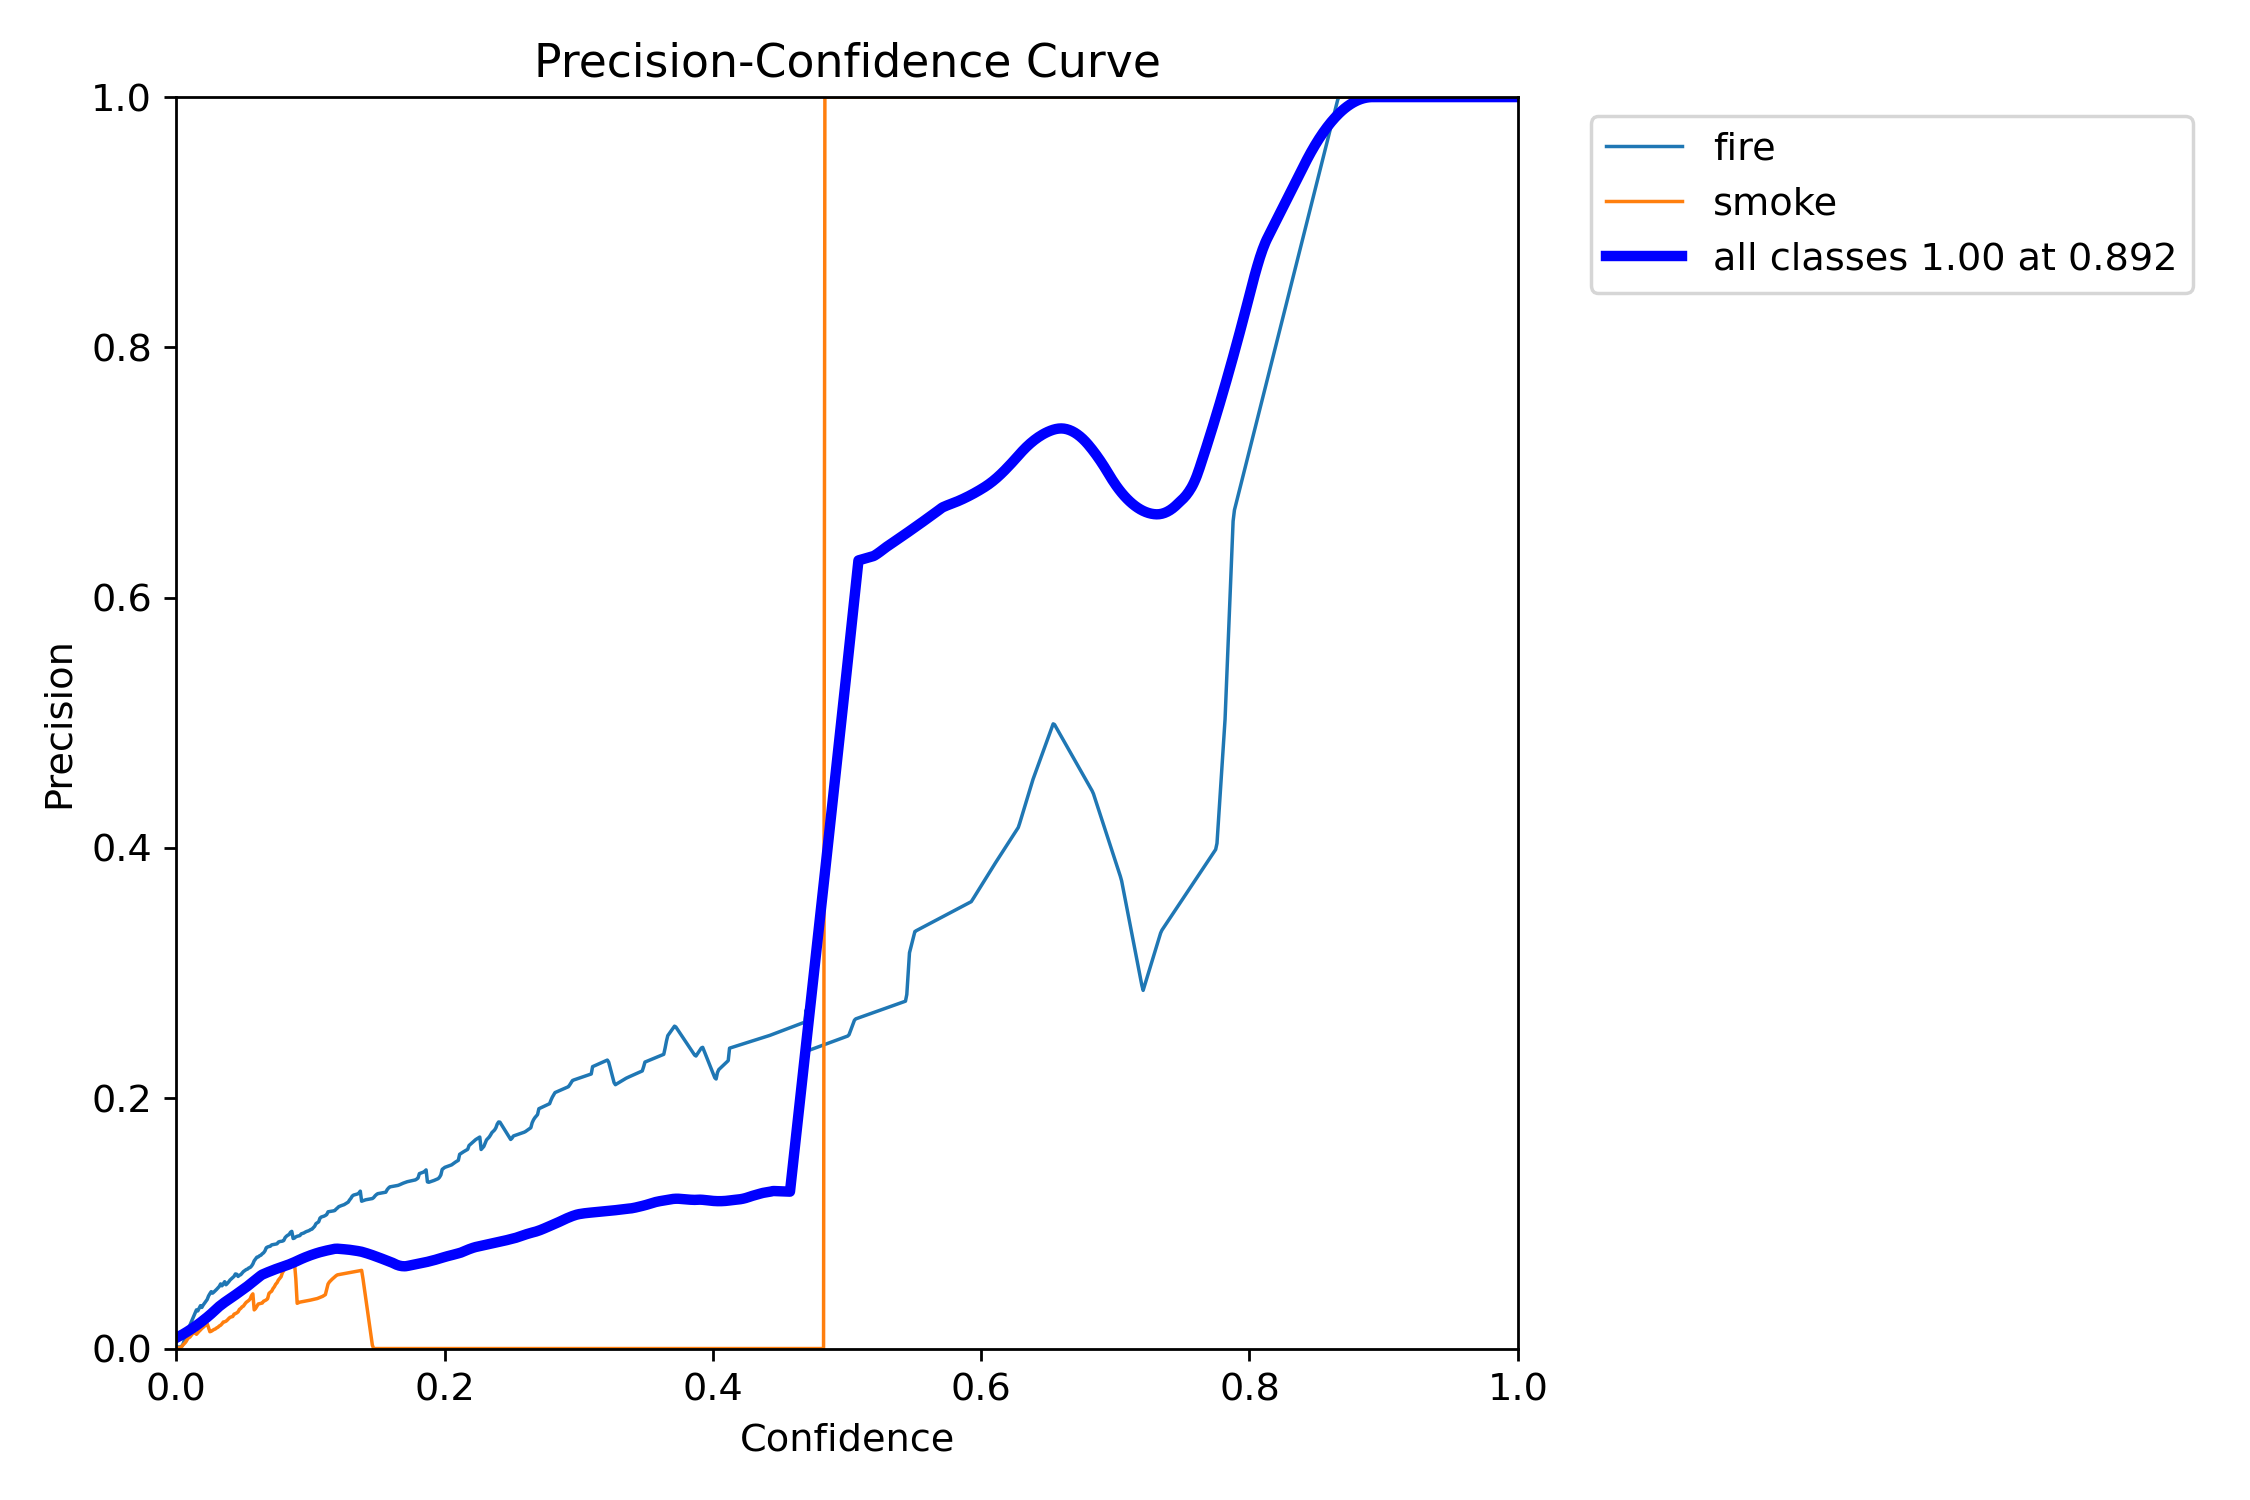 Precision-Confidence Curve
1.0
0.8
0.6
0.4
0.2
0.0
Precision
0.0 0.2 0.4 0.6 0.8 1.0
Confidence
fire
smoke
all classes 1.00 at 0.892